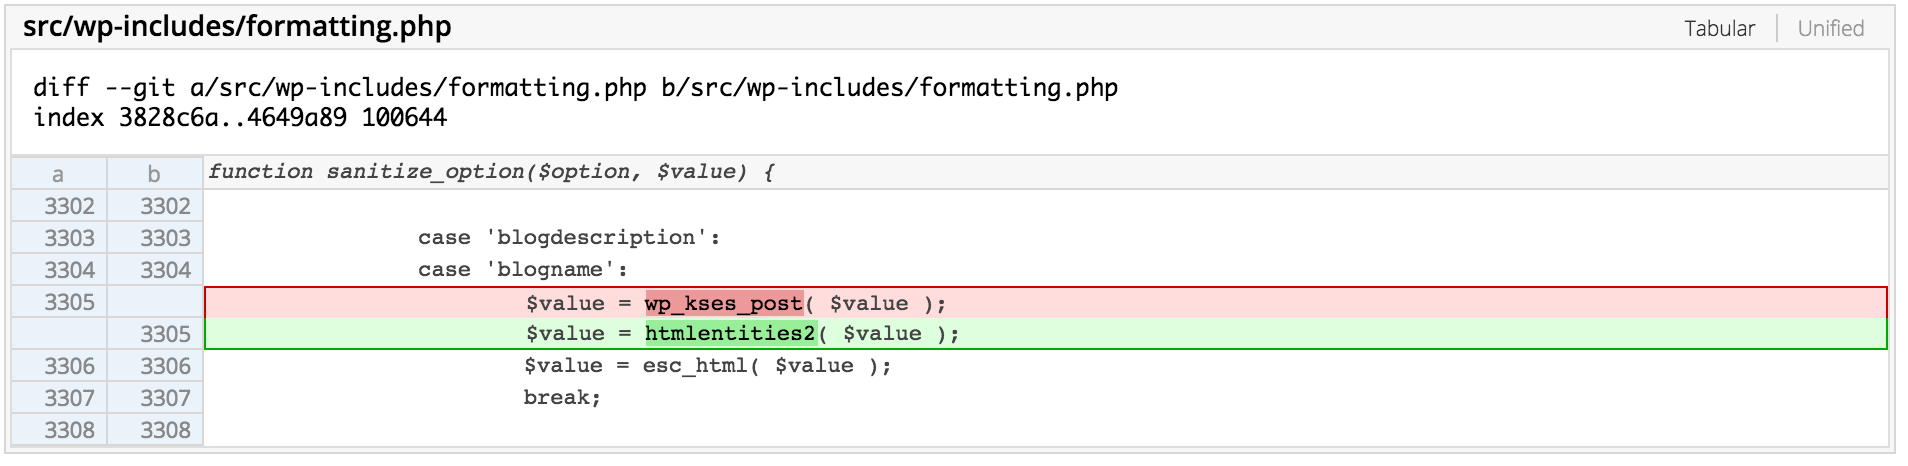 src/wp-includes/formatting.php Tabular Unified
diff --git a/src/wp-includes/formatting.php b/src/wp-includes/formatting.php
index 3828c6a..4649a89 100644
a b function sanitize_option($option, $value) {
3302 3302
3303 3303 case 'blogdescription':
3304 3304 case 'blogname':
3305 $value = wp_kses_post( $value );
3305 $value = htmlentities2( $value );
3306 3306 $value = esc_html( $value );
3307 3307 break;
3308 3308